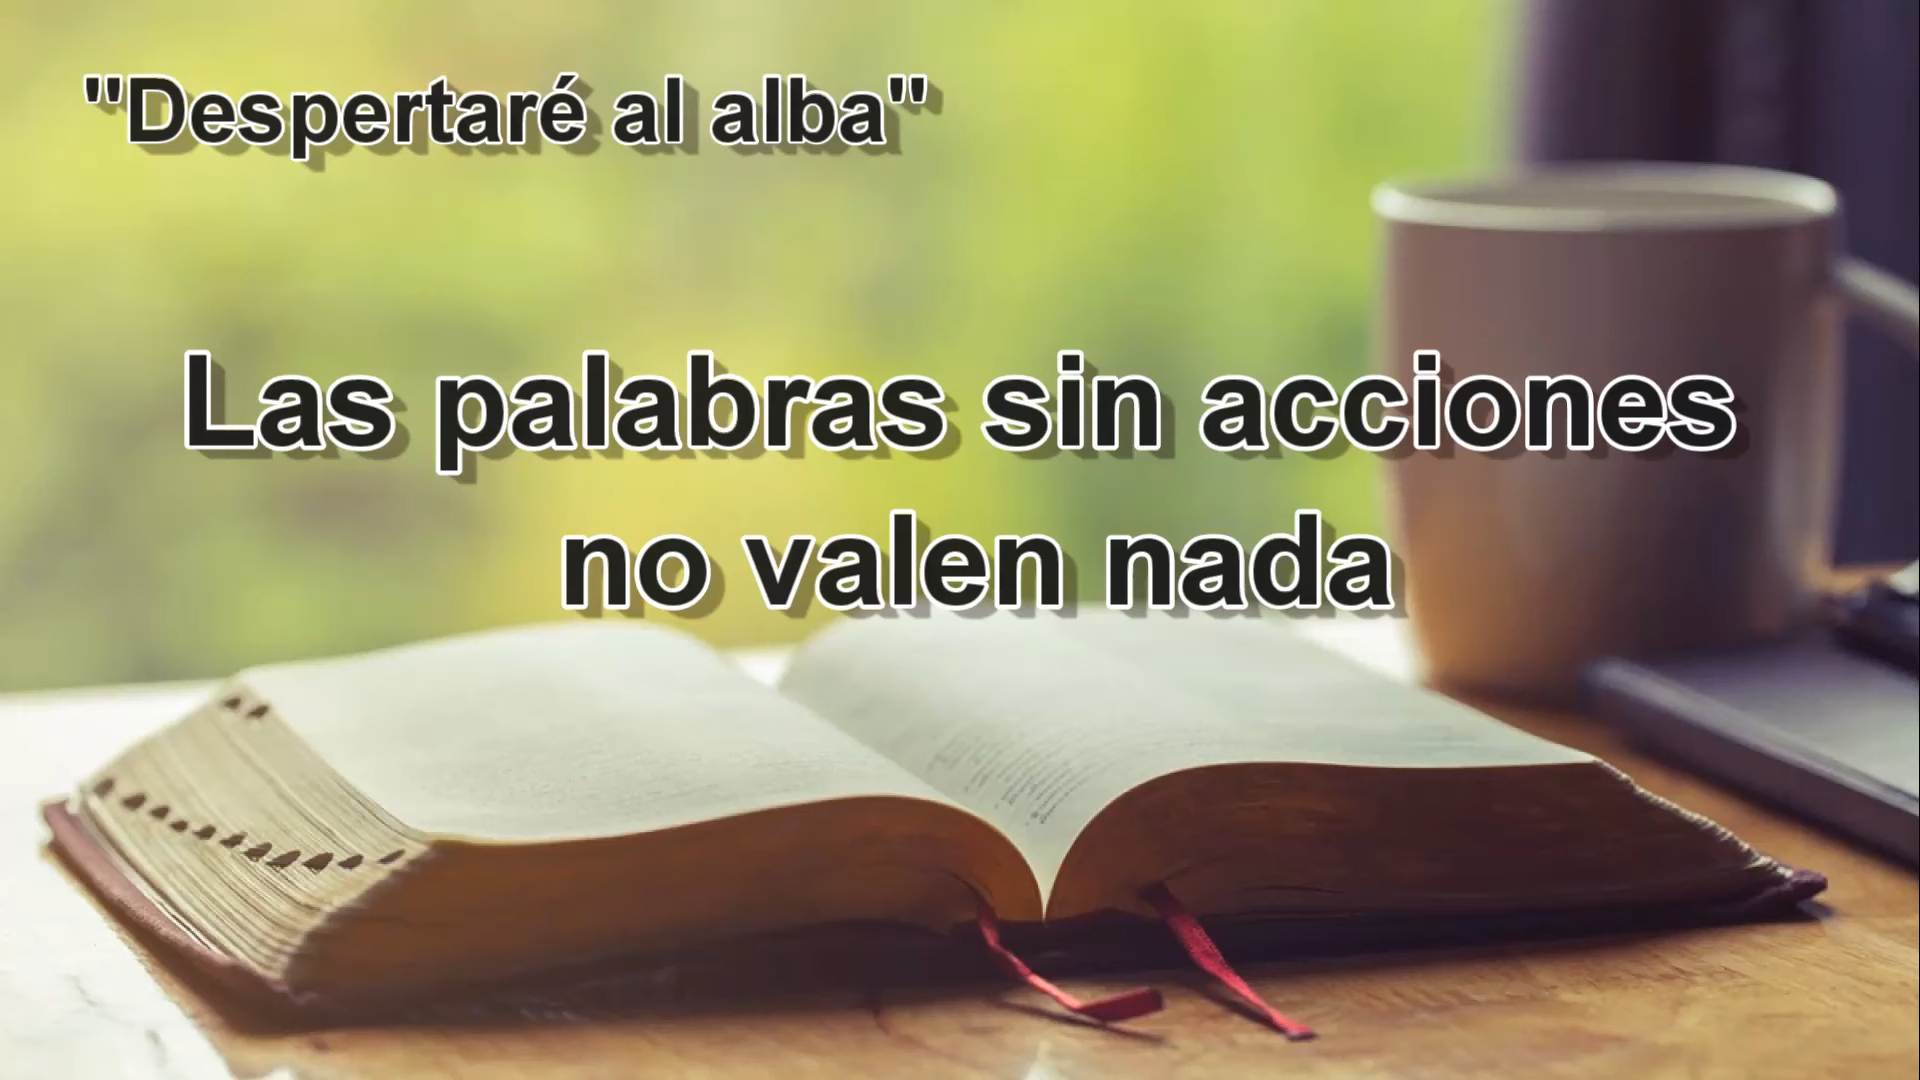 "Despertaré al alba"
Las palabras sin acciones
no valen nada